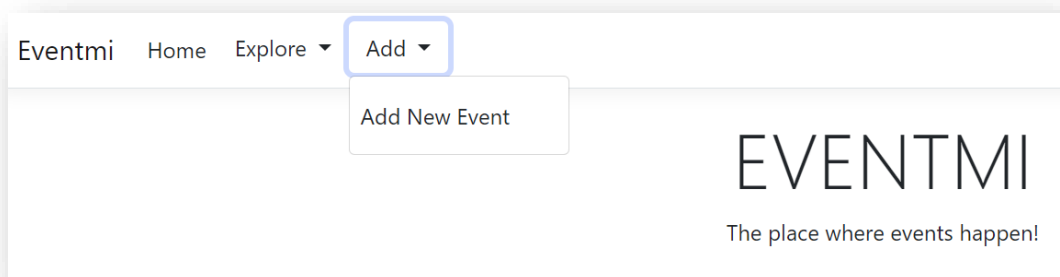 Eventmi Home Explore Add
Add New Event
EVENTMI
The place where events happen!